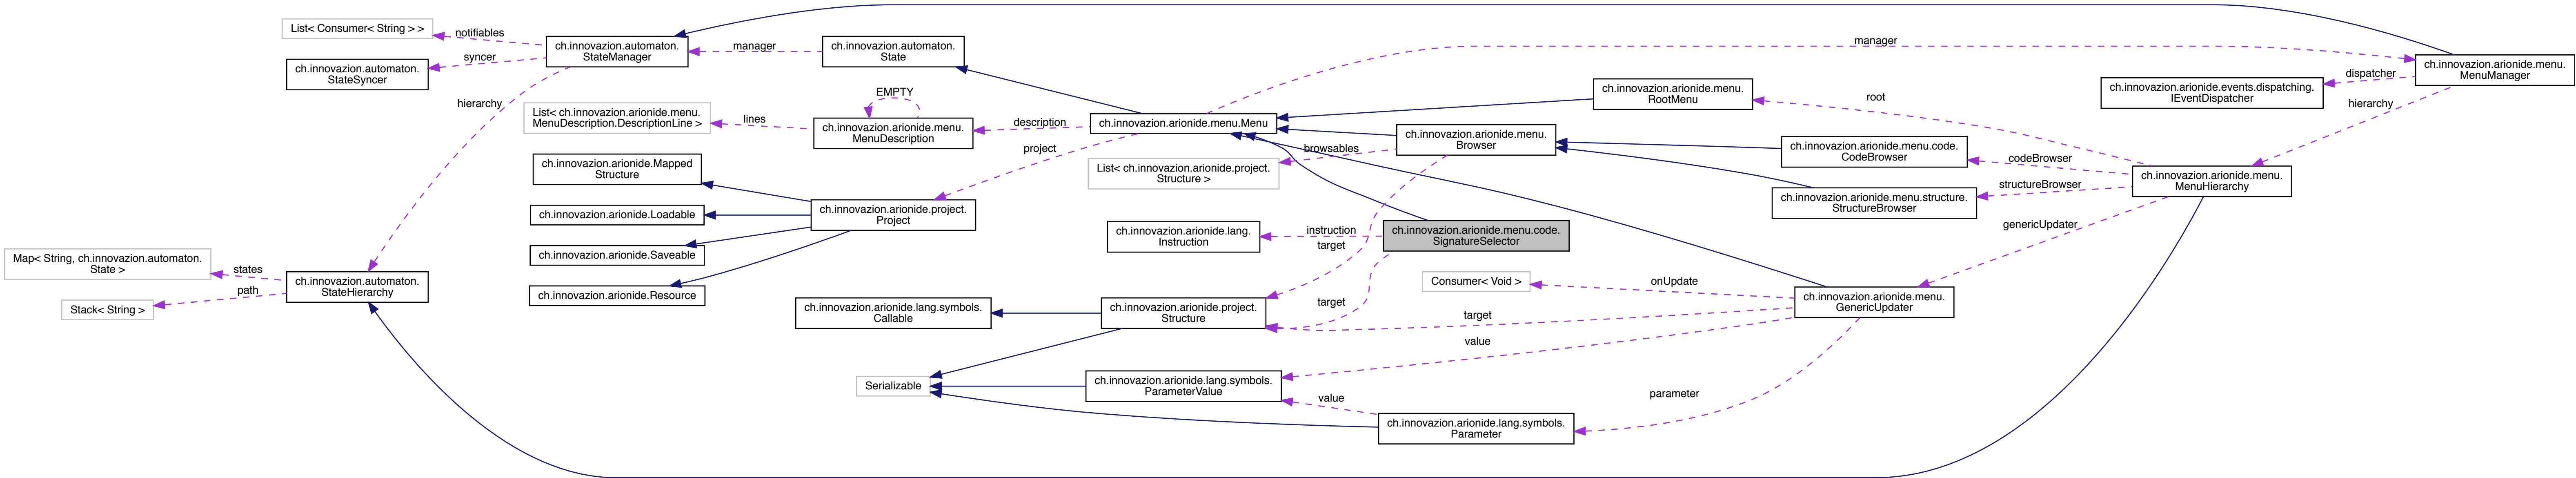 List< Consumer< String > >
notifiables
ch.innovazion.automaton.
StateManager
manager
ch.innovazion.automaton.
State
manager
ch.innovazion.arionide.menu.
MenuManager
ch.innovazion.automaton.
StateSyncer
syncer
dispatcher
ch.innovazion.arionide.events.dispatching.
IEventDispatcher
hierarchy
hierarchy
EMPTY
List< ch.innovazion.arionide.menu.
MenuDescription.DescriptionLine >
lines
ch.innovazion.arionide.menu.
MenuDescription
description
ch.innovazion.arionide.menu.Menu
ch.innovazion.arionide.menu.
RootMenu
root
ch.innovazion.arionide.menu.
Browser
browsables
List< ch.innovazion.arionide.project.
Structure >
ch.innovazion.arionide.menu.code.
CodeBrowser
codeBrowser
ch.innovazion.arionide.menu.structure.
StructureBrowser
structureBrowser
ch.innovazion.arionide.menu.
MenuHierarchy
project
ch.innovazion.arionide.Mapped
Structure
ch.innovazion.arionide.Loadable
ch.innovazion.arionide.project.
Project
ch.innovazion.arionide.Saveable
ch.innovazion.arionide.Resource
ch.innovazion.arionide.lang.
Instruction
instruction
target
ch.innovazion.arionide.menu.code.
SignatureSelector
genericUpdater
Map< String, ch.innovazion.automaton.
State >
states
ch.innovazion.automaton.
StateHierarchy
path
Stack< String >
Consumer< Void >
onUpdate
ch.innovazion.arionide.menu.
GenericUpdater
ch.innovazion.arionide.lang.symbols.
Callable
ch.innovazion.arionide.project.
Structure
target
target
value
Serializable
ch.innovazion.arionide.lang.symbols.
ParameterValue
value
parameter
ch.innovazion.arionide.lang.symbols.
Parameter